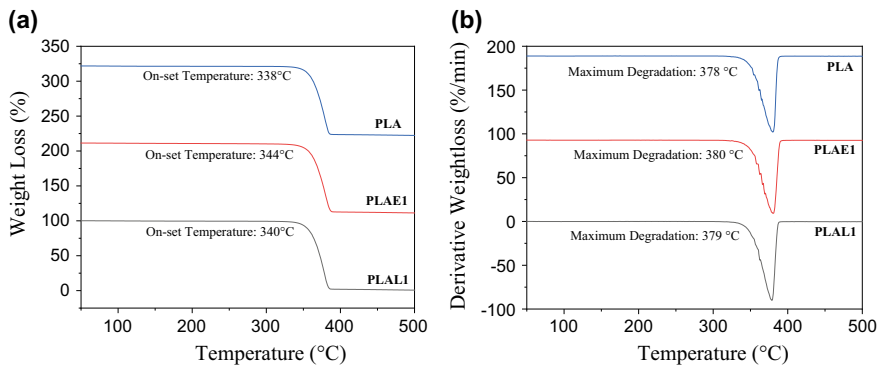 (a)
350
300
250
200
150
100
50
0
Weight Loss (%)
On-set Temperature: 338°C
PLA
On-set Temperature: 344°C
PLAE1
On-set Temperature: 340°C
PLAL1
100
200
300
400
500
Temperature (°C)
(b)
200
150
100
50
0
-50
-100
Derivative Weightloss (%/min)
Maximum Degradation: 378 °C
PLA
Maximum Degradation: 380 °C
PLAE1
Maximum Degradation: 379 °C
PLAL1
100
200
300
400
500
Temperature (°C)